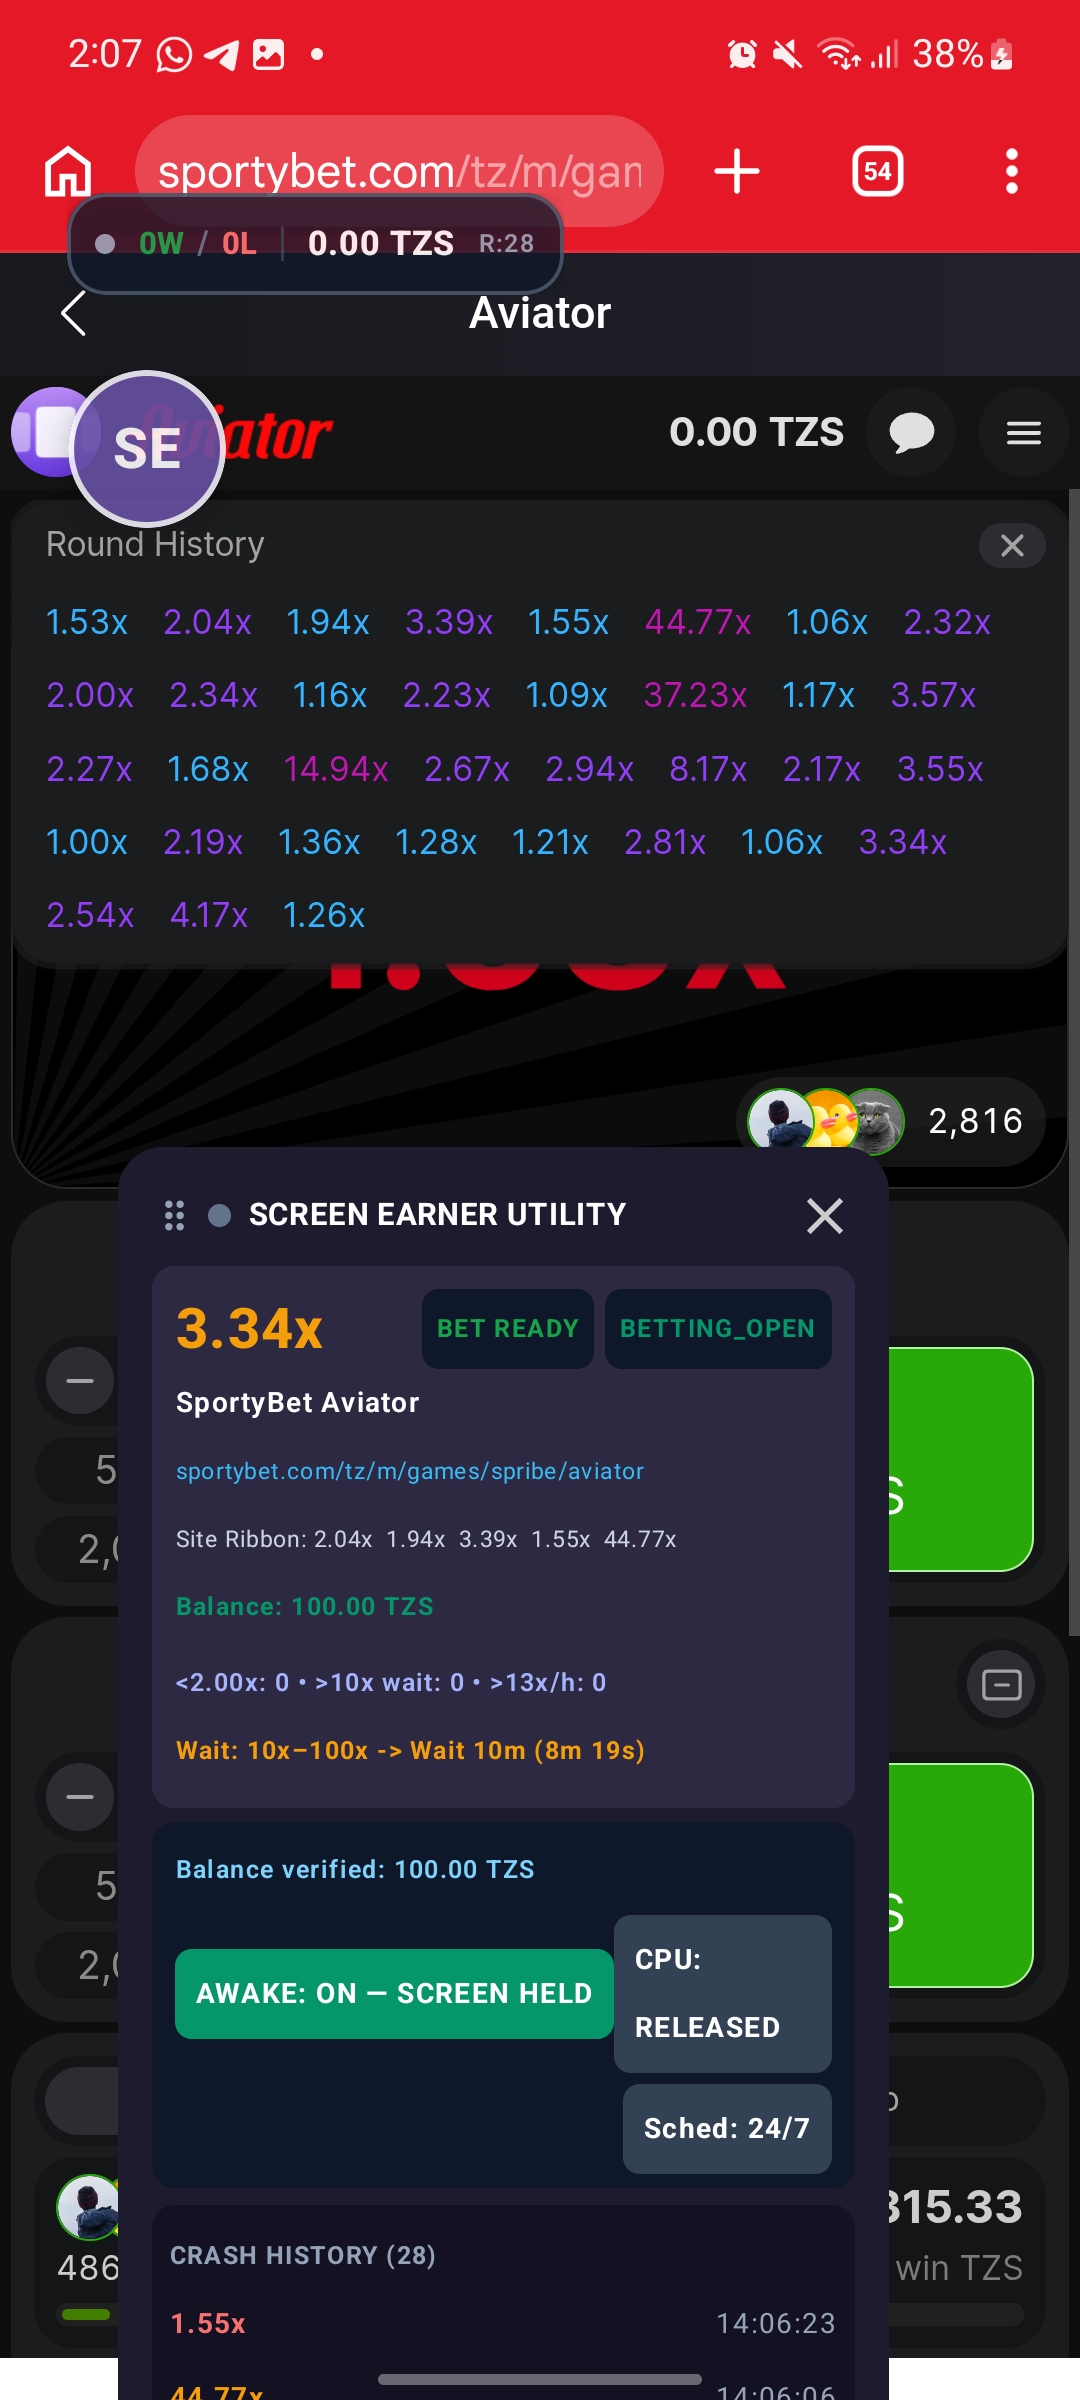 2:07 38%
sportybet.com/tz/m/gam 54
0W / 0L 0.00 TZS R:28
Aviator
SE
0.00 TZS
Round History
1.53x 2.04x 1.94x 3.39x 1.55x 44.77x 1.06x 2.32x
2.00x 2.34x 1.16x 2.23x 1.09x 37.23x 1.17x 3.57x
2.27x 1.68x 14.94x 2.67x 2.94x 8.17x 2.17x 3.55x
1.00x 2.19x 1.36x 1.28x 1.21x 2.81x 1.06x 3.34x
2.54x 4.17x 1.26x
2,816
SCREEN EARNER UTILITY
3.34x BET READY BETTING_OPEN
SportyBet Aviator
sportybet.com/tz/m/games/spribe/aviator
Site Ribbon: 2.04x 1.94x 3.39x 1.55x 44.77x
Balance: 100.00 TZS
<2.00x: 0 • >10x wait: 0 • >13x/h: 0
Wait: 10x–100x -> Wait 10m (8m 19s)
Balance verified: 100.00 TZS
AWAKE: ON — SCREEN HELD
CPU:
RELEASED
Sched: 24/7
315.33
486
win TZS
CRASH HISTORY (28)
1.55x 14:06:23
44.77x 14:06:06